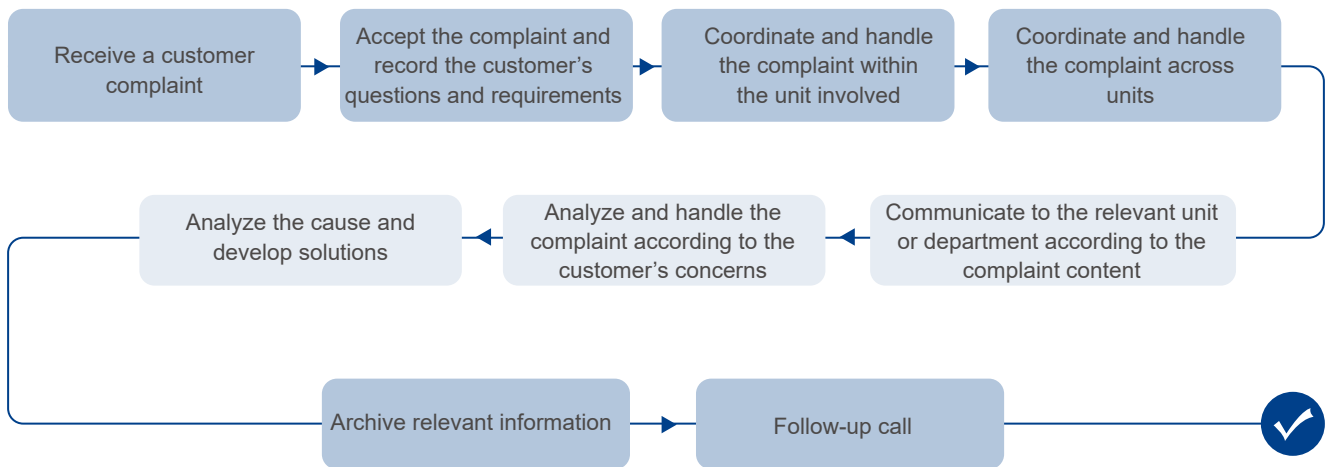 Receive a customer
complaint
Accept the complaint and
record the customer’s
questions and requirements
Coordinate and handle
the complaint within
the unit involved
Coordinate and handle
the complaint across
units
Communicate to the relevant unit
or department according to the
complaint content
Analyze and handle the
complaint according to the
customer’s concerns
Analyze the cause and
develop solutions
Archive relevant information
Follow-up call